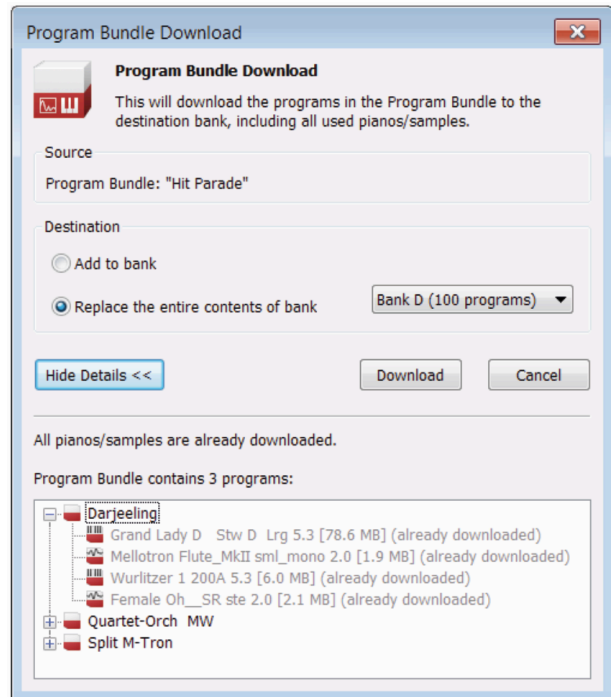 Program Bundle Download
Program Bundle Download
This will download the programs in the Program Bundle to the
destination bank, including all used pianos/samples.
Source
Program Bundle: "Hit Parade"
Destination
Add to bank
Replace the entire contents of bank
Bank D (100 programs)
Hide Details <<
Download
Cancel
All pianos/samples are already downloaded.
Program Bundle contains 3 programs:
Darjeeling
Grand Lady D   Stw D  Lrg 5.3 [78.6 MB] (already downloaded)
Mellotron Flute_MkII sml_mono 2.0 [1.9 MB] (already downloaded)
Wurlitzer 1 200A 5.3 [6.0 MB] (already downloaded)
Female Oh__SR ste 2.0 [2.1 MB] (already downloaded)
Quartet-Orch  MW
Split M-Tron